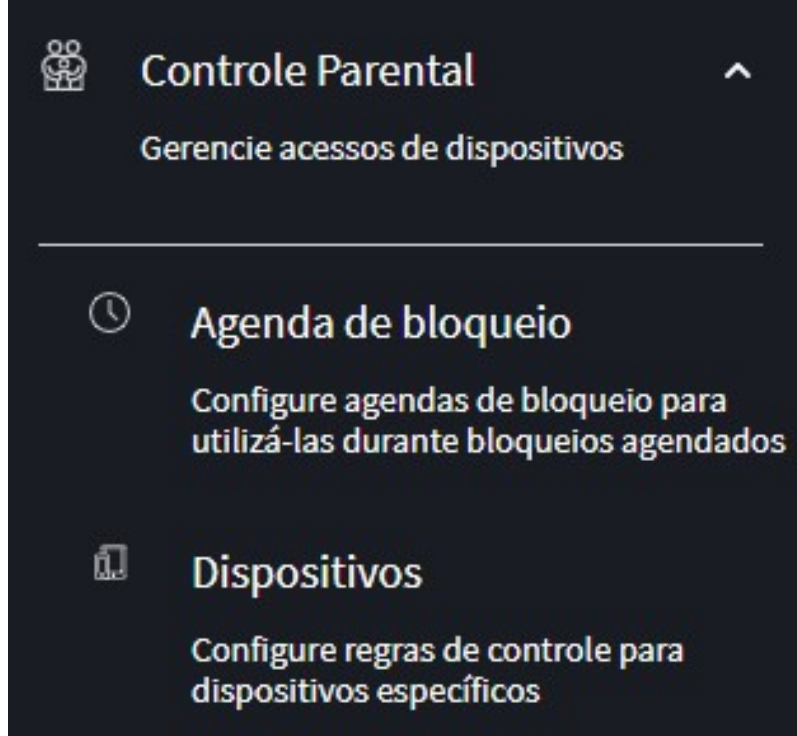 Controle Parental
Gerencie acessos de dispositivos
Agenda de bloqueio
Configure agendas de bloqueio para
utilizá-las durante bloqueios agendados
Dispositivos
Configure regras de controle para
dispositivos específicos